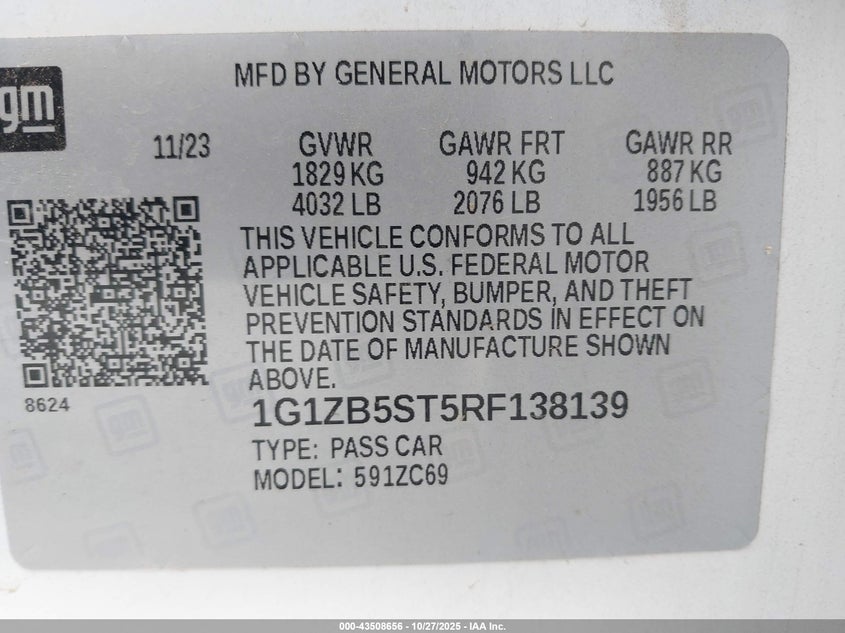 MFD BY GENERAL MOTORS LLC
gm
11/23 GVWR GAWR FRT GAWR RR
1829 KG 942 KG 887 KG
4032 LB 2076 LB 1956 LB
THIS VEHICLE CONFORMS TO ALL
APPLICABLE U.S. FEDERAL MOTOR
VEHICLE SAFETY, BUMPER, AND THEFT
PREVENTION STANDARDS IN EFFECT ON
THE DATE OF MANUFACTURE SHOWN
ABOVE.
8624
1G1ZB5ST5RF138139
TYPE: PASS CAR
MODEL: 591ZC69
000-43508656 - 10/27/2025 - IAA Inc.